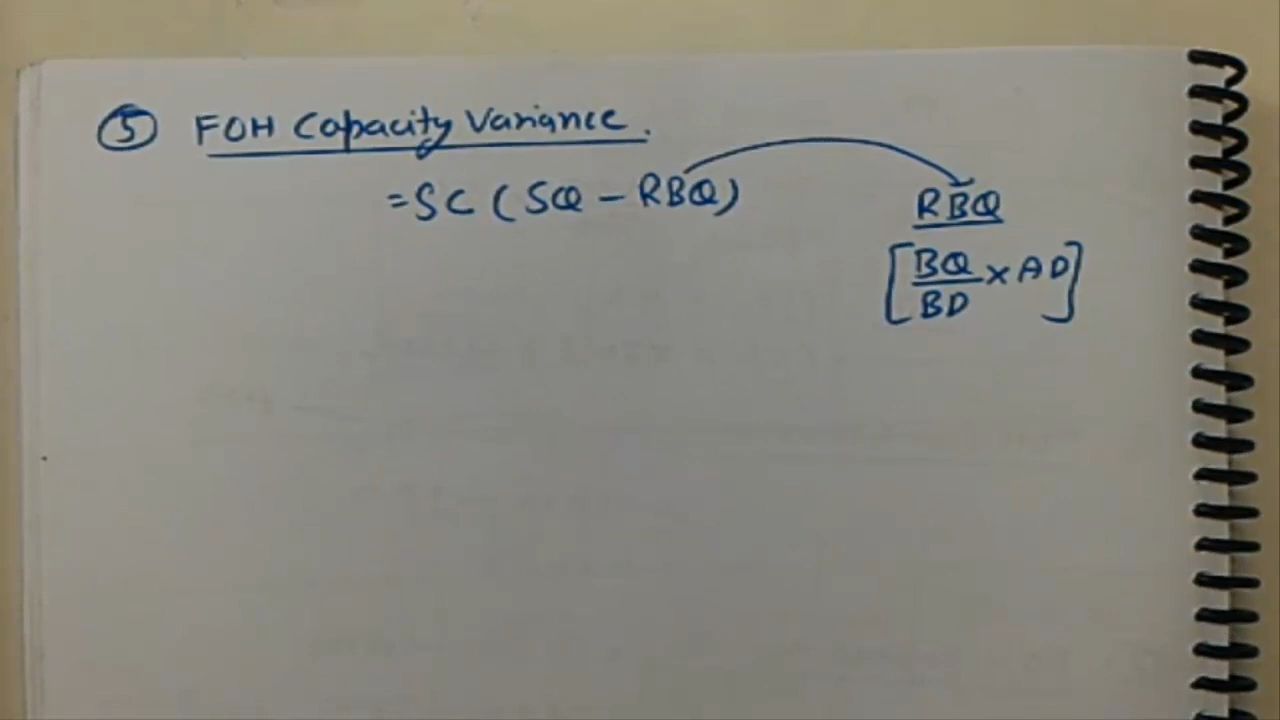 ⑤ FOH Capacity Variance.
= SC (SQ - RBQ)
RBQ
[BQ/BD × AD]